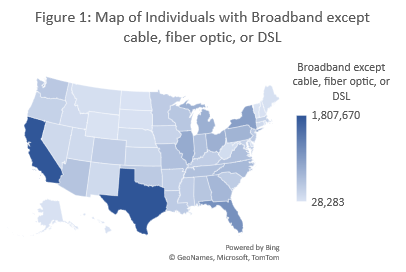 Figure 1: Map of Individuals with Broadband except
cable, fiber optic, or DSL
Broadband except
cable, fiber optic, or
DSL
1,807,670
28,283
Powered by Bing
© GeoNames, Microsoft, TomTom